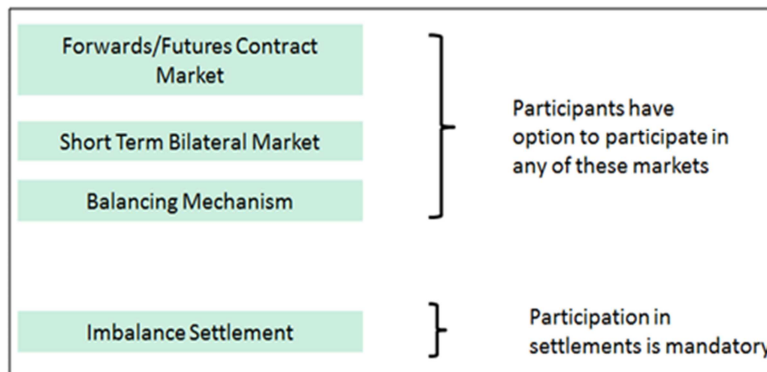 Forwards/Futures Contract
Market
Short Term Bilateral Market
Balancing Mechanism
Participants have
option to participate in
any of these markets
Imbalance Settlement
Participation in
settlements is mandatory